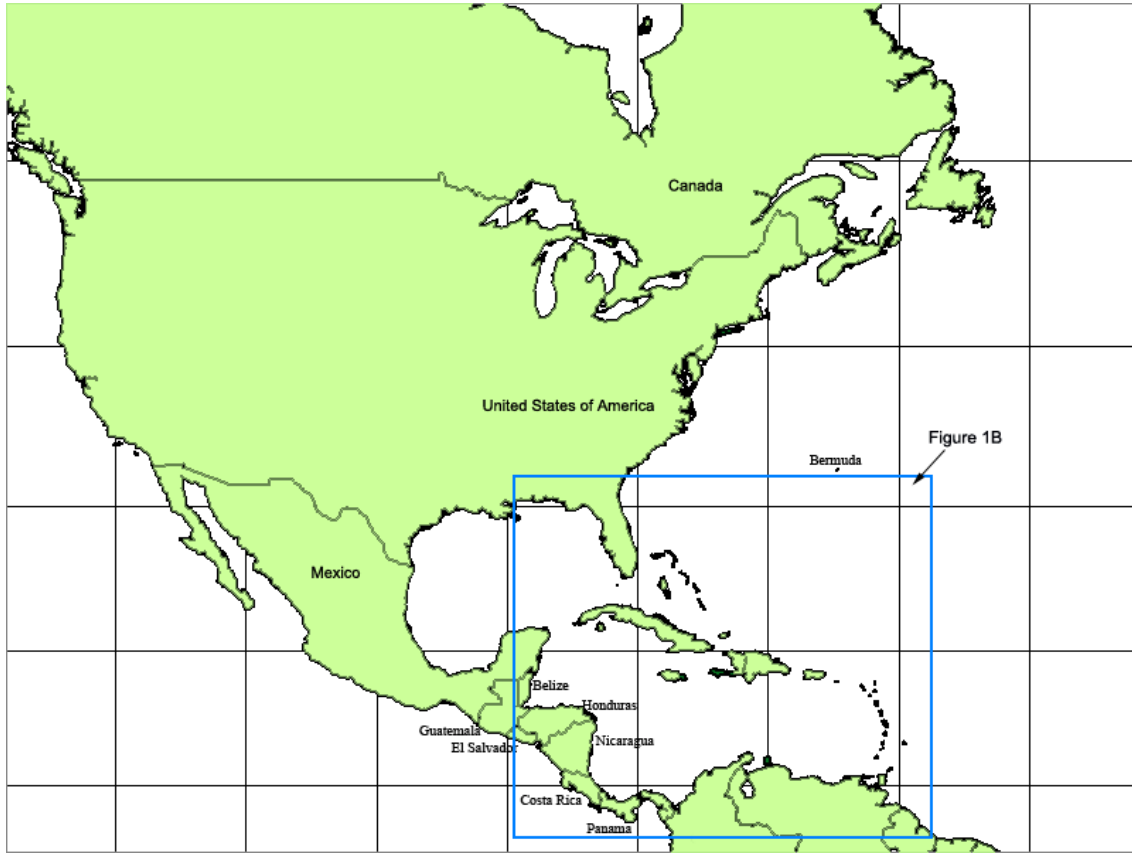 Canada
United States of America
Figure 1B
Bermuda
Mexico
Belize
Honduras
Guatemala
El Salvador
Nicaragua
Costa Rica
Panama